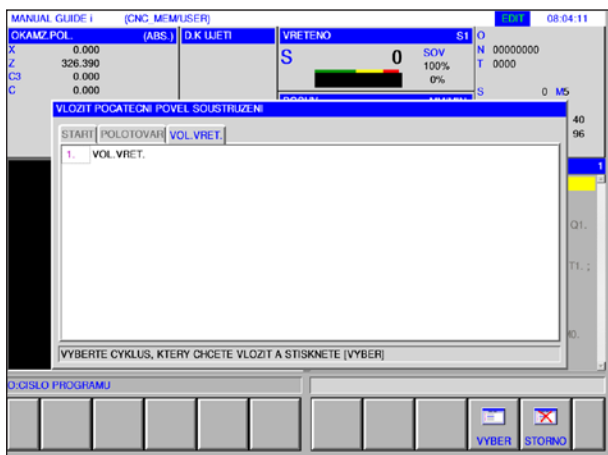 MANUAL GUIDE i (CNC_MEM/USER) EDIT 08:04:11
OKAMZ.POL. (ABS.) D.K UJETI VRETENO S1 O
X 0.000 S 0 SOV N 00000000
Z 326.390 100% T 0000
C3 0.000 0%
C 0.000 S 0 M5
VLOZIT POCATECNI POVEL SOUSTRUZENI
40
START POLOTOVAR VOL.VRET. 96
1. VOL.VRET.
1
Q1.
T1. ;
M0.
VYBERTE CYKLUS, KTERY CHCETE VLOZIT A STISKNETE [VYBER]
O:CISLO PROGRAMU
VYBER STORNO